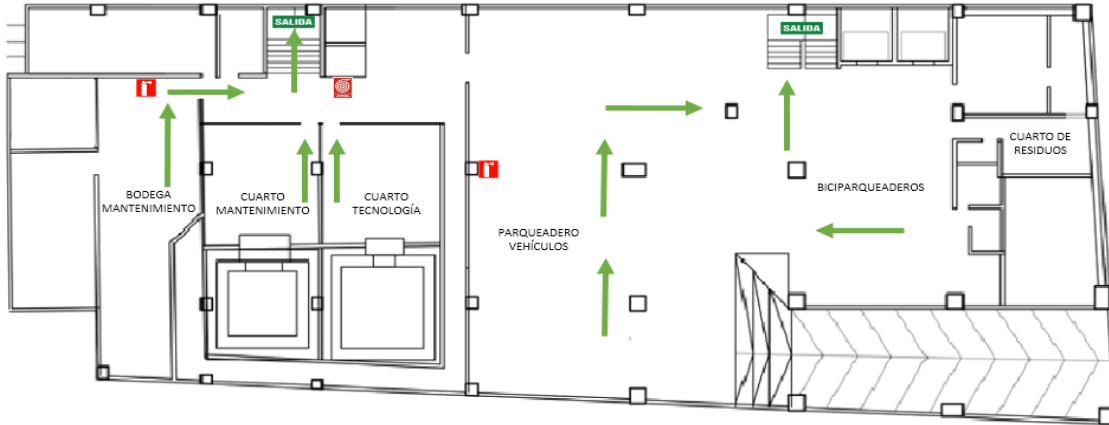 SALIDA
SALIDA
CUARTO DE
RESIDUOS
BODEGA
MANTENIMIENTO
CUARTO
MANTENIMIENTO
CUARTO
TECNOLOGÍA
BICIPARQUEADEROS
PARQUEADERO
VEHÍCULOS